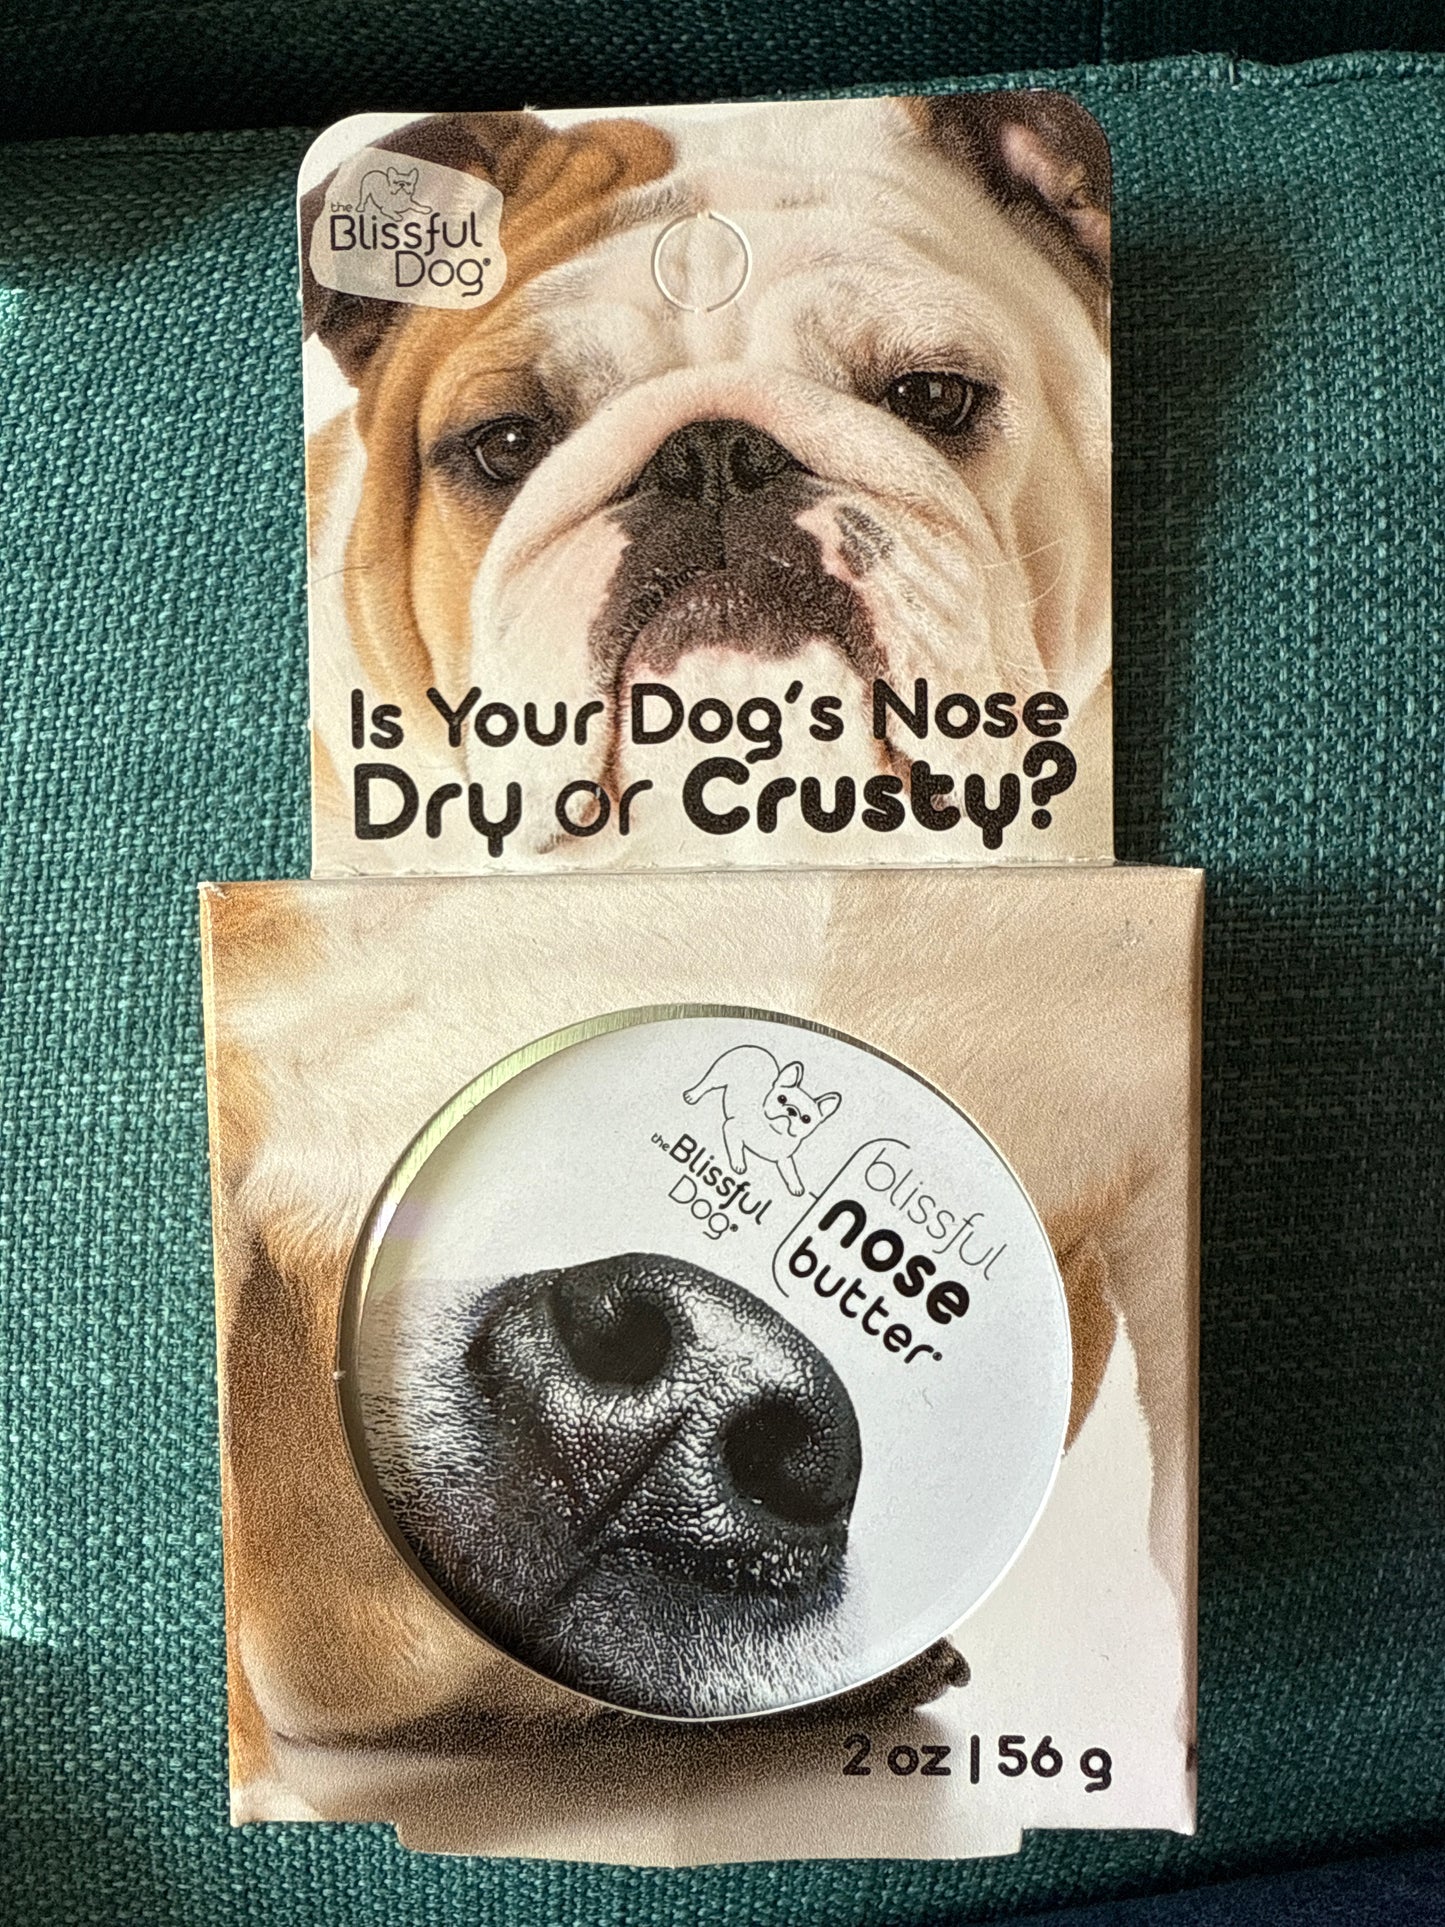 the
Blissful
Dog®
Is Your Dog's Nose
Dry or Crusty?
the Blissful
Dog®
blissful
nose
butter®
2 oz | 56 g